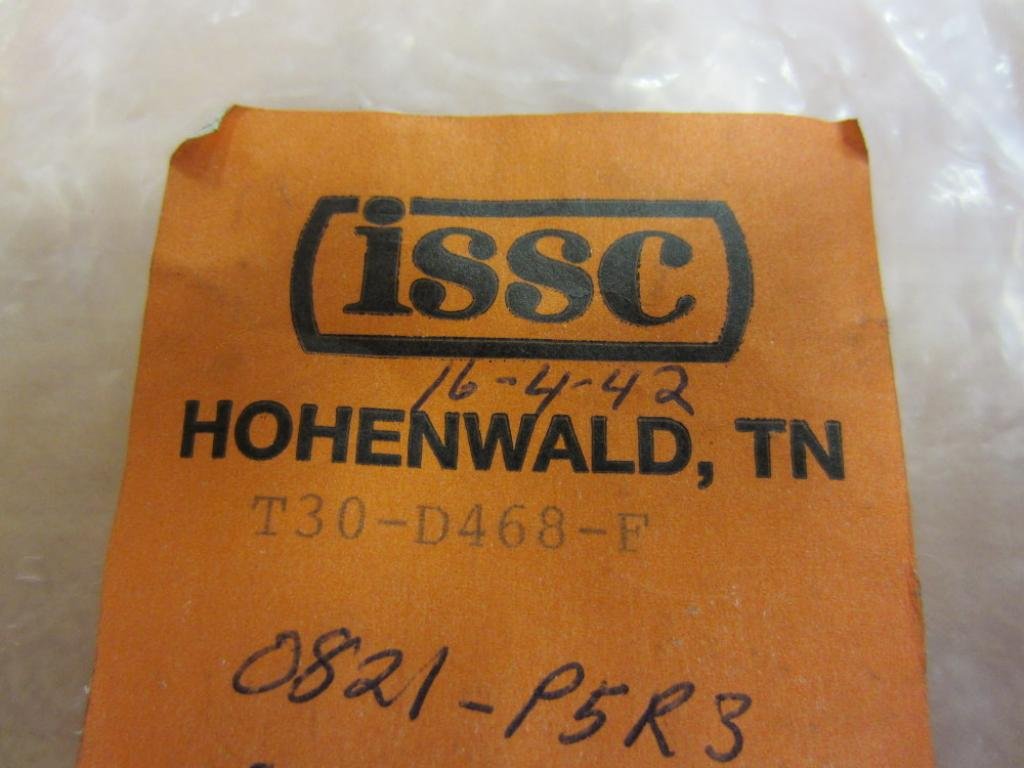 issc
16-4-42
HOHENWALD, TN
T30-D468-F
0821-P5R3